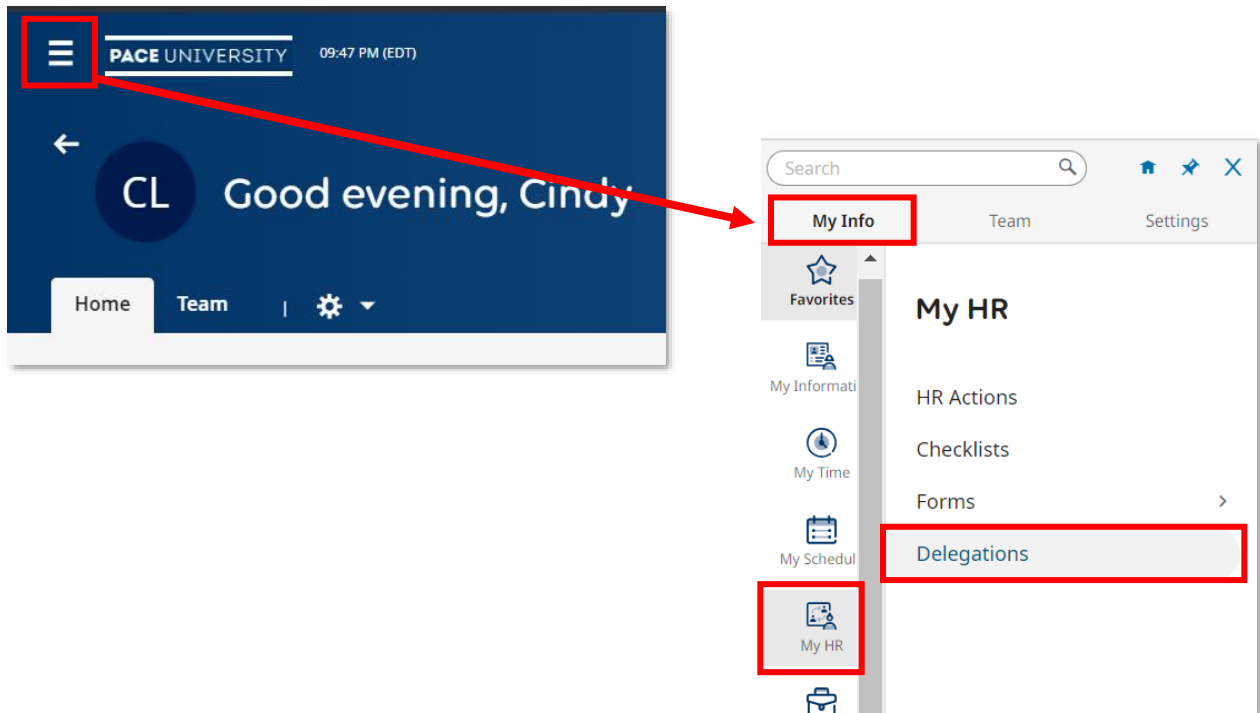 PACE UNIVERSITY
09:47 PM (EDT)
CL
Good evening, Cindy
Home
Team
|
Search
X
My Info
Team
Settings
Favorites
My HR
My Informati
HR Actions
My Time
Checklists
Forms
My Schedul
Delegations
My HR